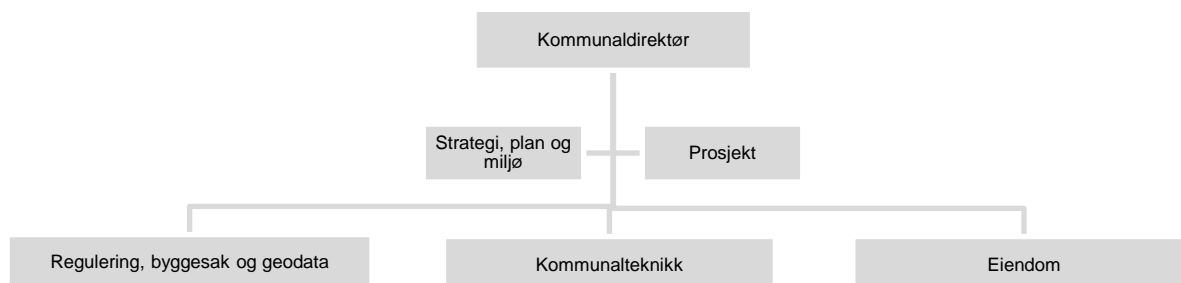 Kommunaldirektør
Strategi, plan og
miljø
Prosjekt
Regulering, byggesak og geodata
Kommunalteknikk
Eiendom